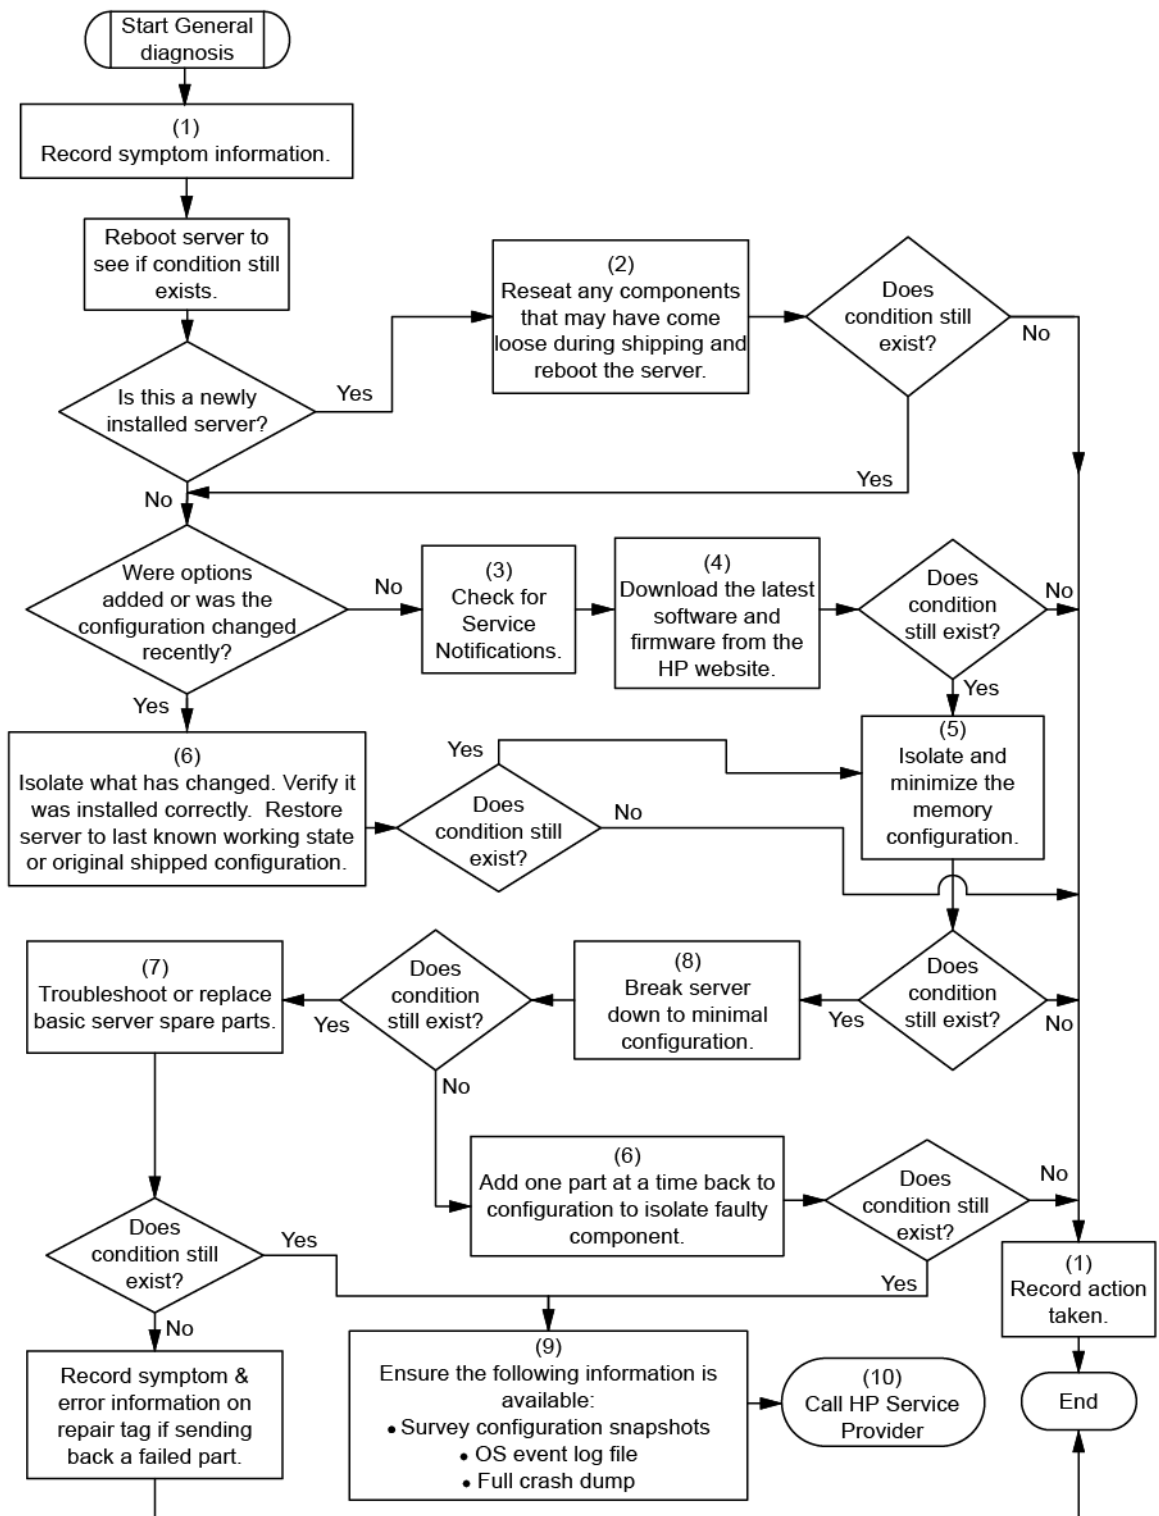 Start General
diagnosis
(1)
Record symptom information.
Reboot server to
see if condition still
exists.
(2)
Reseat any components
that may have come
loose during shipping and
reboot the server.
Does
condition still
exist?
No
Yes
Is this a newly
installed server?
Yes
No
Were options
added or was the
configuration changed
recently?
No
(3)
Check for
Service
Notifications.
(4)
Download the latest
software and
firmware from the
HP website.
Does
condition
still exist?
No
Yes
Yes
(6)
Isolate what has changed. Verify it
was installed correctly.  Restore
server to last known working state
or original shipped configuration.
Yes
Does
condition still
exist?
No
(5)
Isolate and
minimize the
memory
configuration.
(7)
Troubleshoot or replace
basic server spare parts.
Yes
Does
condition
still exist?
No
(8)
Break server
down to minimal
configuration.
Yes
Does
condition
still exist?
No
(6)
Add one part at a time back to
configuration to isolate faulty
component.
Does
condition still
exist?
No
Yes
Does
condition still
exist?
Yes
No
(1)
Record action
taken.
Record symptom &
error information on
repair tag if sending
back a failed part.
(9)
Ensure the following information is
available:
• Survey configuration snapshots
• OS event log file
• Full crash dump
(10)
Call HP Service
Provider
End